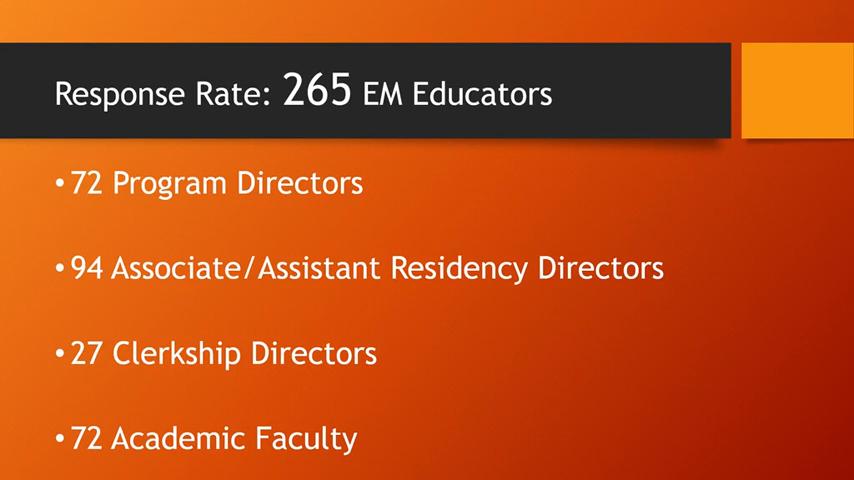 Response Rate: 265 EM Educators
• 72 Program Directors
• 94 Associate/Assistant Residency Directors
• 27 Clerkship Directors
• 72 Academic Faculty